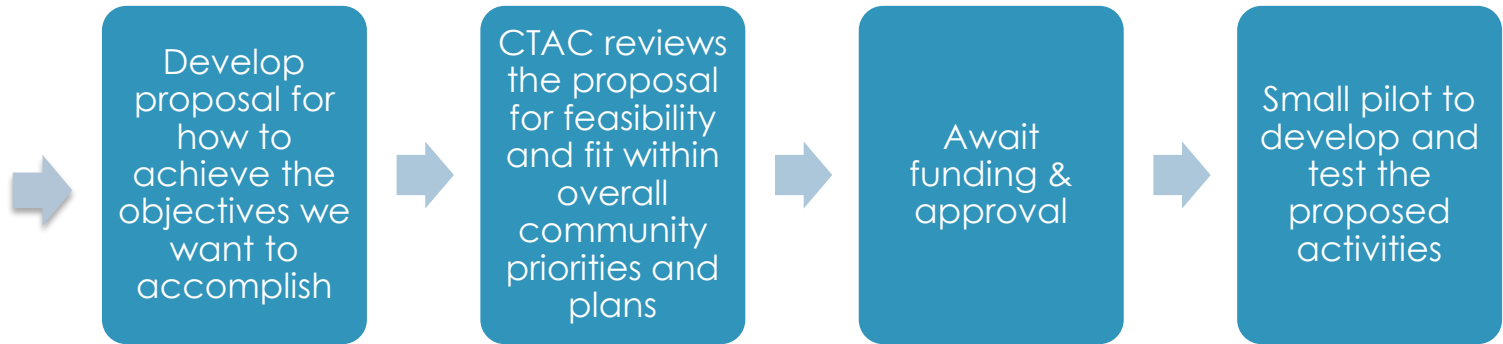 Develop
proposal for
how to
achieve the
objectives we
want to
accomplish
CTAC reviews
the proposal
for feasibility
and fit within
overall
community
priorities and
plans
Await
funding &
approval
Small pilot to
develop and
test the
proposed
activities